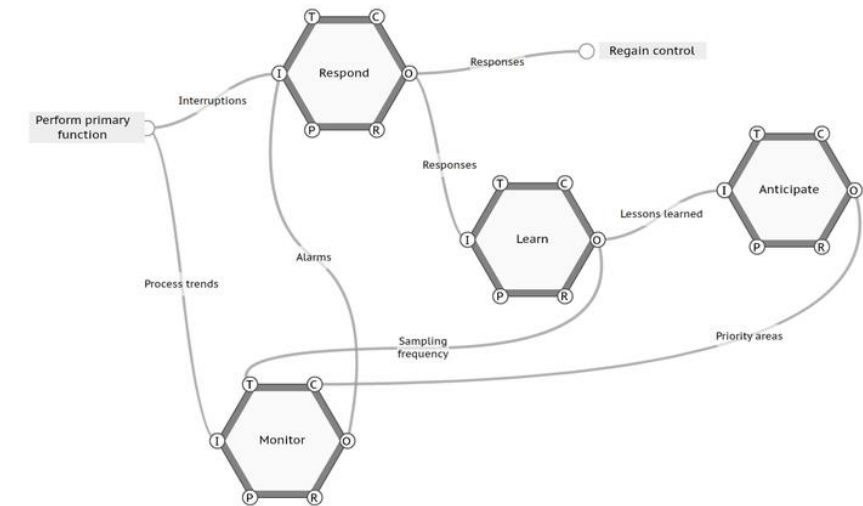 T C
I Respond O
P R
Responses
Regain control
Interruptions
Perform primary
function
Responses
T C
I Anticipate O
P R
T C
I Learn O
P R
Lessons learned
Alarms
Process trends
Sampling
frequency
Priority areas
T C
I Monitor O
P R